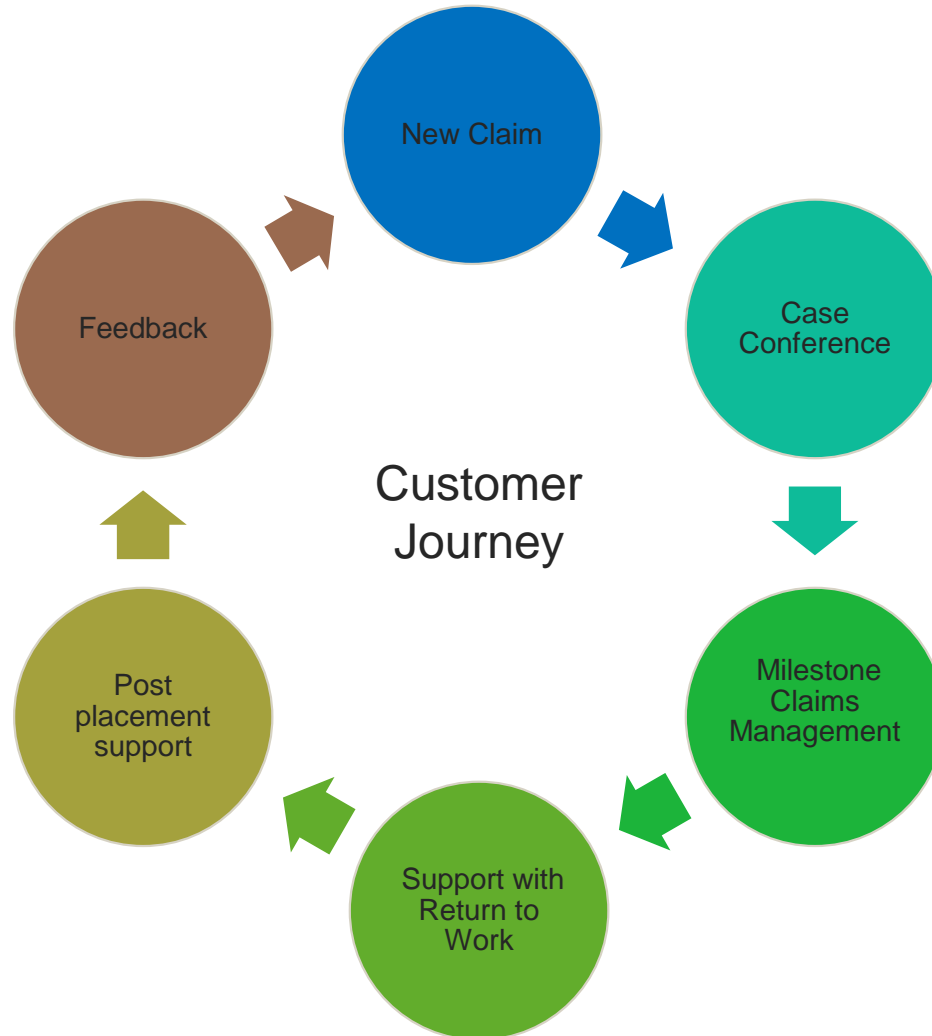 New Claim
Case
Conference
Milestone
Claims
Management
Support with
Return to
Work
Post
placement
support
Feedback
Customer
Journey